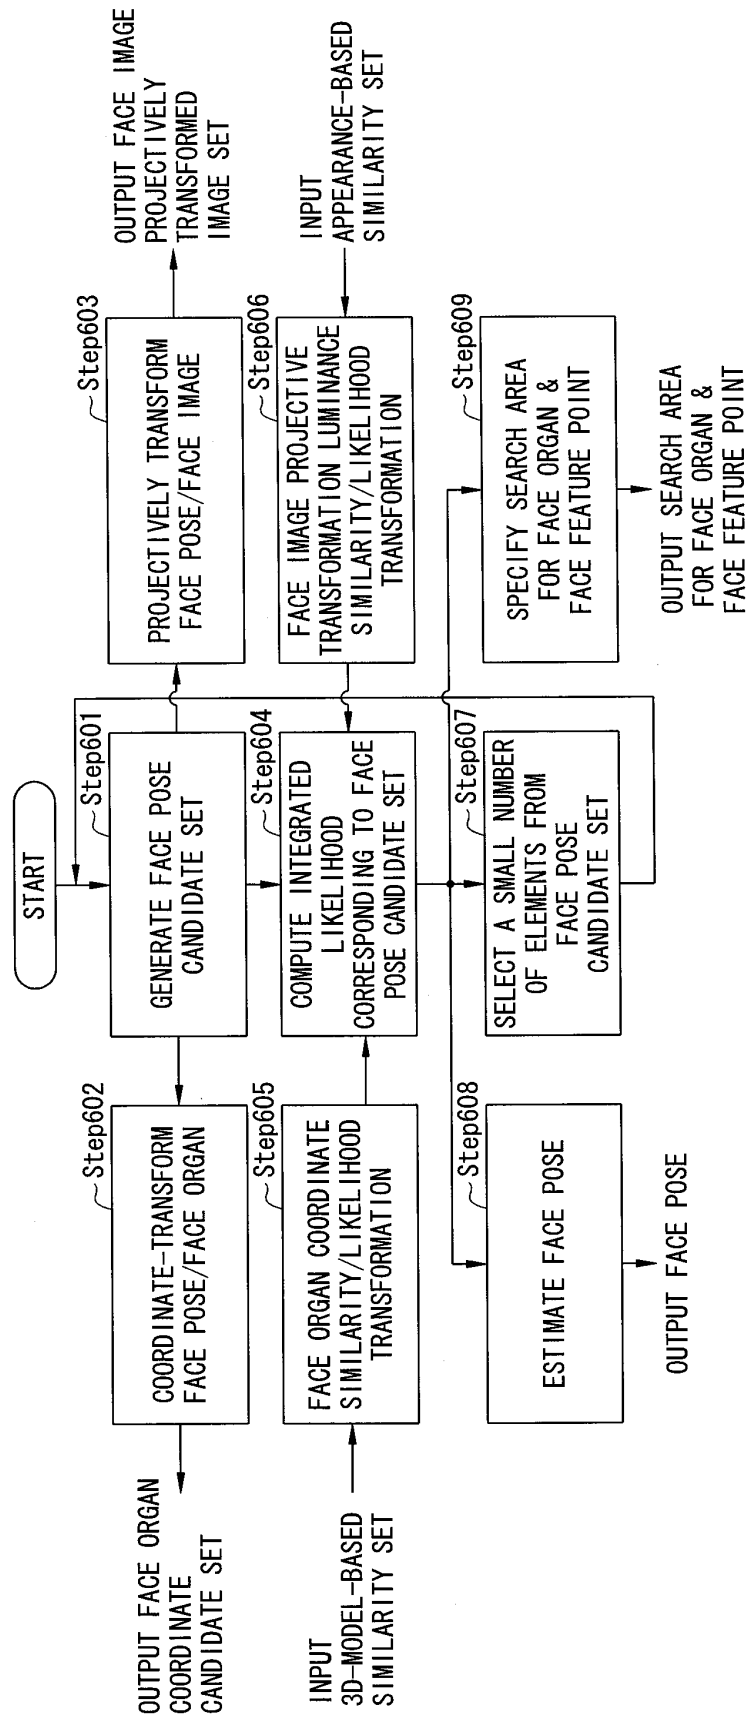 START
Step601
GENERATE FACE POSE
CANDIDATE SET
Step602
COORDINATE-TRANSFORM
FACE POSE/FACE ORGAN
OUTPUT FACE ORGAN
COORDINATE
CANDIDATE SET
Step603
PROJECTIVELY TRANSFORM
FACE POSE/FACE IMAGE
OUTPUT FACE IMAGE
PROJECTIVELY
TRANSFORMED
IMAGE SET
Step604
COMPUTE INTEGRATED
LIKELIHOOD
CORRESPONDING TO FACE
POSE CANDIDATE SET
Step605
FACE ORGAN COORDINATE
SIMILARITY/LIKELIHOOD
TRANSFORMATION
INPUT
3D-MODEL-BASED
SIMILARITY SET
Step606
FACE IMAGE PROJECTIVE
TRANSFORMATION LUMINANCE
SIMILARITY/LIKELIHOOD
TRANSFORMATION
INPUT
APPEARANCE-BASED
SIMILARITY SET
Step607
SELECT A SMALL NUMBER
OF ELEMENTS FROM
FACE POSE
CANDIDATE SET
Step608
ESTIMATE FACE POSE
OUTPUT FACE POSE
Step609
SPECIFY SEARCH AREA
FOR FACE ORGAN &
FACE FEATURE POINT
OUTPUT SEARCH AREA
FOR FACE ORGAN &
FACE FEATURE POINT